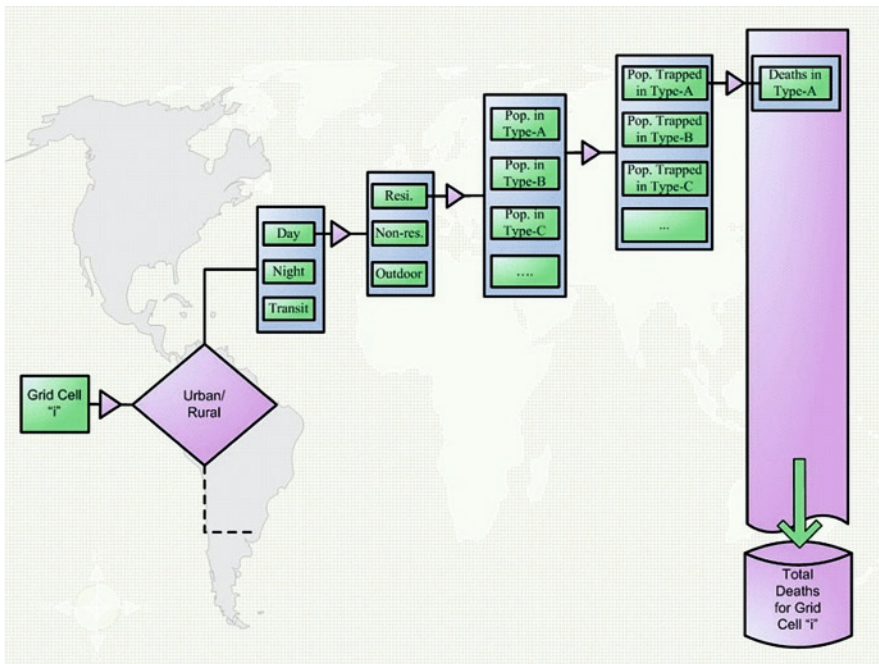 Grid Cell
"i"
Urban/
Rural
Day
Night
Transit
Resi.
Non-res.
Outdoor
Pop. in
Type-A
Pop. in
Type-B
Pop. in
Type-C
....
Pop. Trapped
in Type-A
Pop. Trapped
in Type-B
Pop. Trapped
in Type-C
...
Deaths in
Type-A
Total
Deaths
for Grid
Cell "i"